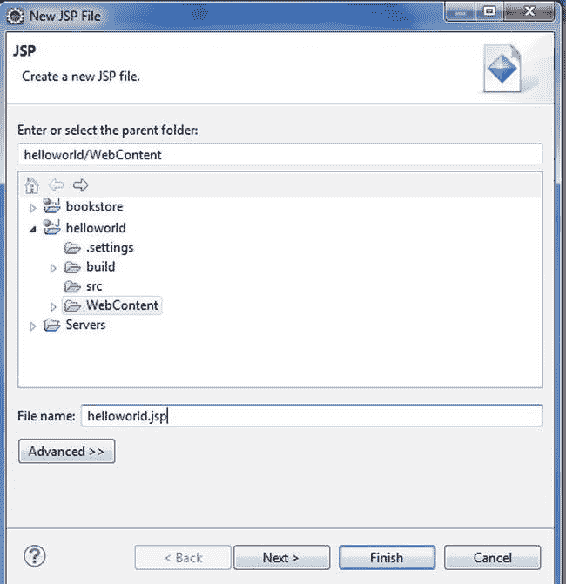 New JSP File
JSP
Create a new JSP file.
Enter or select the parent folder:
helloworld/WebContent
bookstore
helloworld
.settings
build
src
WebContent
Servers
File name: helloworld.jsp
Advanced >>
? < Back Next > Finish Cancel